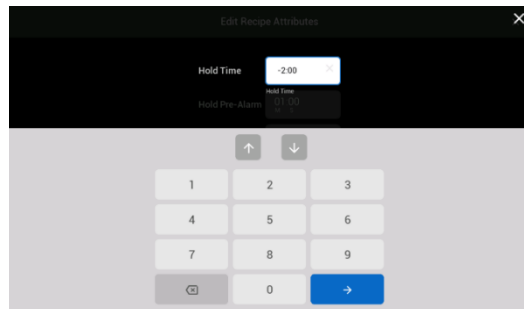 Edit Recipe Attributes
Hold Time
-2:00
Hold Time
Hold Pre-Alarm
01:00
1 2 3
4 5 6
7 8 9
0